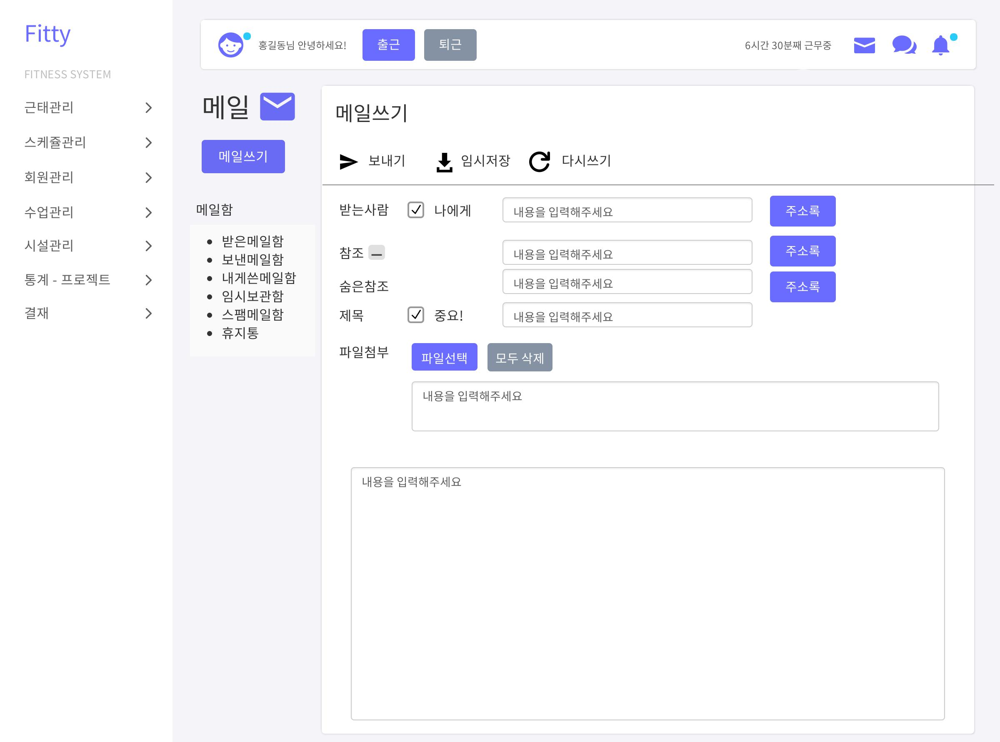 Fitty
FITNESS SYSTEM
근태관리
스케쥴관리
회원관리
수업관리
시설관리
통계 - 프로젝트
결재
홍길동님 안녕하세요!
출근
퇴근
6시간 30분째 근무중
메일
메일쓰기
메일함
받은메일함
보낸메일함
내게쓴메일함
임시보관함
스팸메일함
휴지통
메일쓰기
보내기
임시저장
다시쓰기
받는사람
나에게
내용을 입력해주세요
주소록
참조
내용을 입력해주세요
주소록
숨은참조
내용을 입력해주세요
주소록
제목
중요!
내용을 입력해주세요
파일첨부
파일선택
모두 삭제
내용을 입력해주세요
내용을 입력해주세요